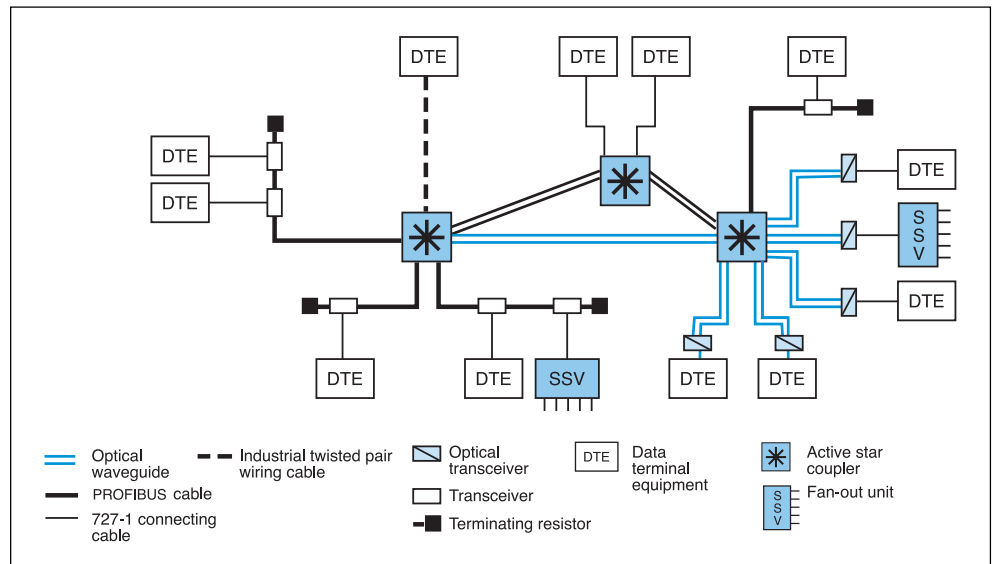 DTE
DTE
DTE
DTE
DTE
DTE
DTE
S
S
V
DTE
DTE
DTE
SSV
DTE
DTE
Optical
waveguide
Industrial twisted pair
wiring cable
Optical
transceiver
DTE
Data
terminal
equipment
Active star
coupler
PROFIBUS cable
Transceiver
S
S
V
Fan-out unit
727-1 connecting
cable
Terminating resistor